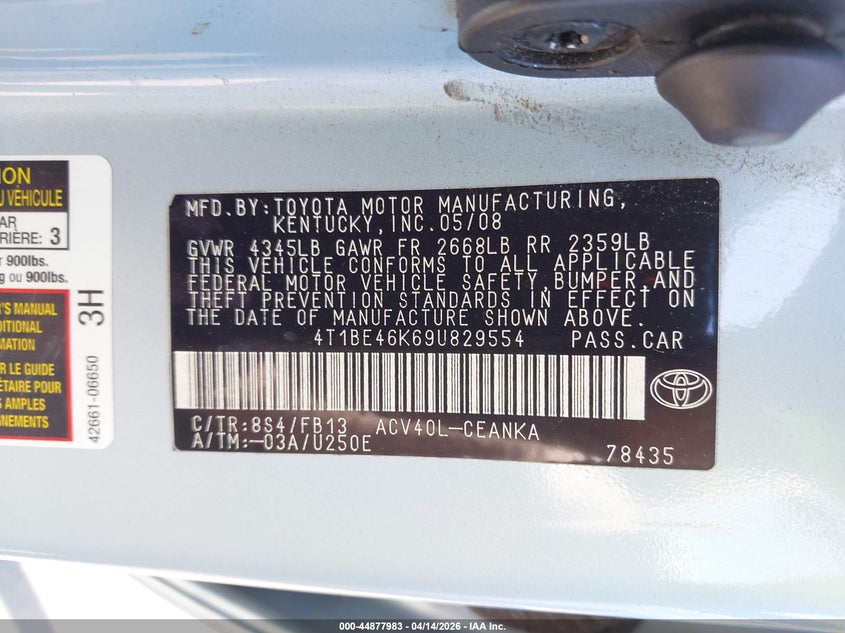 ION
U VÉHICULE
AR
RIÈRE: 3
r 900lbs.
g ou 900lbs.
R'S MANUAL
DITIONAL
MATION
R LE GUIDE
ÉTAIRE POUR
S AMPLES
GNEMENTS
3H
42661-06650
MFD.BY:TOYOTA MOTOR MANUFACTURING,
KENTUCKY,INC.05/08
GVWR 4345LB GAWR FR 2668LB RR 2359LB
THIS VEHICLE CONFORMS TO ALL APPLICABLE
FEDERAL MOTOR VEHICLE SAFETY,BUMPER,AND
THEFT PREVENTION STANDARDS IN EFFECT ON
THE DATE OF MANUFACTURE SHOWN ABOVE.
4T1BE46K69U829554 PASS.CAR
C/TR:8S4/FB13 ACV40L-CEANKA
A/TM:-03A/U250E
78435
000-44877983 - 04/14/2026 - IAA Inc.